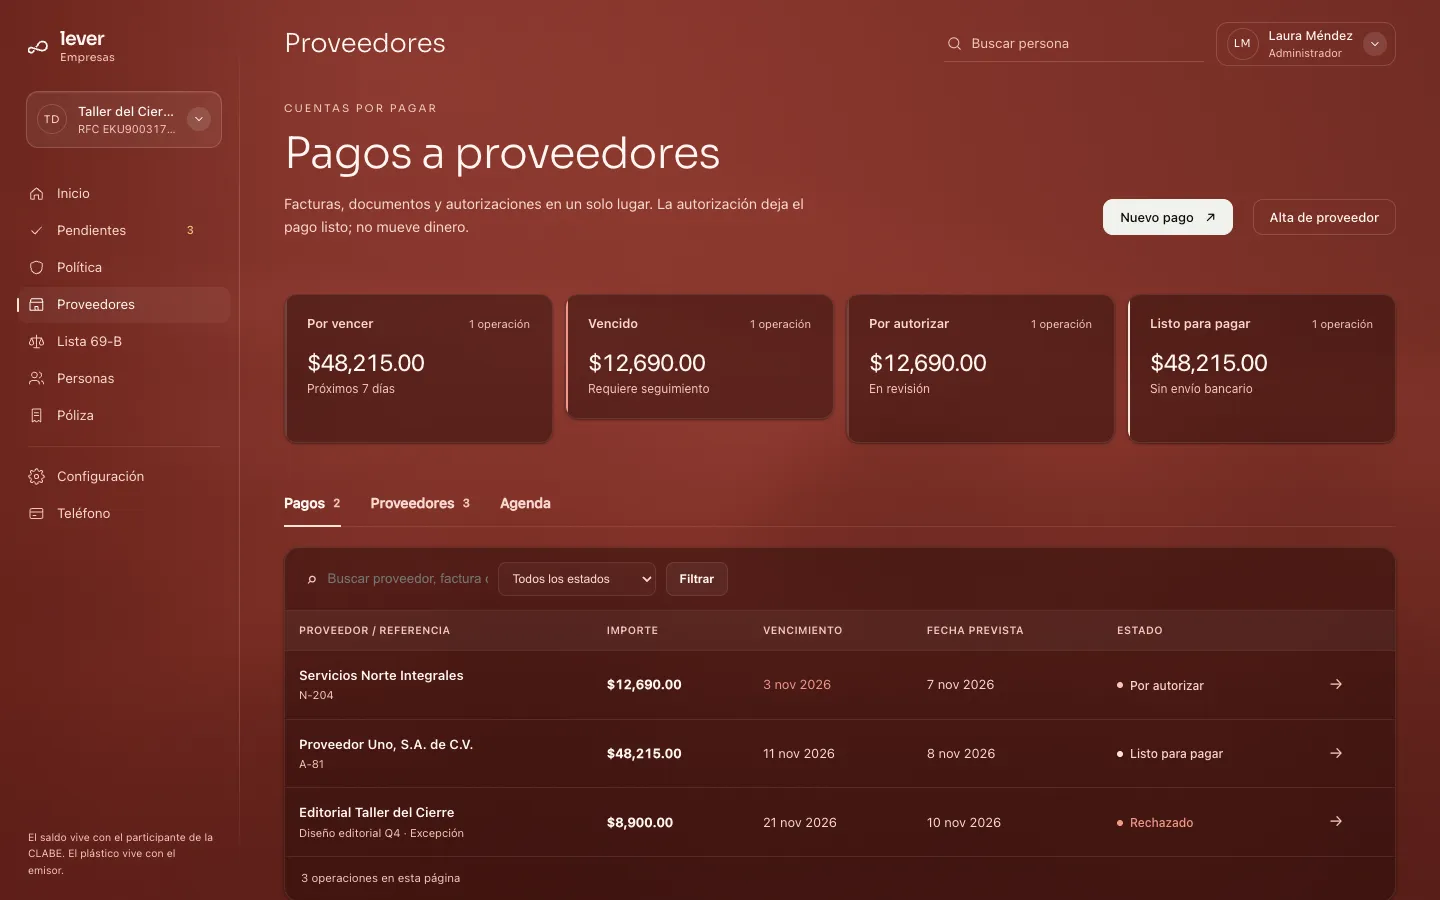 lever
Empresas
TD
Taller del Cier...
RFC EKU900317...
Inicio
Pendientes 3
Política
Proveedores
Lista 69-B
Personas
Póliza
Configuración
Teléfono
El saldo vive con el participante de la
CLABE. El plástico vive con el
emisor.
Proveedores
Buscar persona
LM
Laura Méndez
Administrador
CUENTAS POR PAGAR
Pagos a proveedores
Facturas, documentos y autorizaciones en un solo lugar. La autorización deja el
pago listo; no mueve dinero.
Nuevo pago
Alta de proveedor
Por vencer 1 operación
$48,215.00
Próximos 7 días
Vencido 1 operación
$12,690.00
Requiere seguimiento
Por autorizar 1 operación
$12,690.00
En revisión
Listo para pagar 1 operación
$48,215.00
Sin envío bancario
Pagos 2 Proveedores 3 Agenda
Buscar proveedor, factura Todos los estados Filtrar
PROVEEDOR / REFERENCIA IMPORTE VENCIMIENTO FECHA PREVISTA ESTADO
Servicios Norte Integrales
N-204
$12,690.00 3 nov 2026 7 nov 2026 Por autorizar
Proveedor Uno, S.A. de C.V.
A-81
$48,215.00 11 nov 2026 8 nov 2026 Listo para pagar
Editorial Taller del Cierre
Diseño editorial Q4 · Excepción
$8,900.00 21 nov 2026 10 nov 2026 Rechazado
3 operaciones en esta página